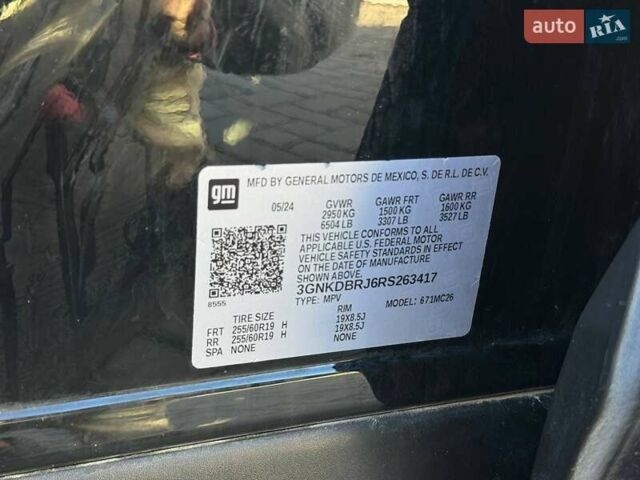 auto RIA.com
gm MFD BY GENERAL MOTORS DE MEXICO, S. DE R.L. DE C.V.
05/24 GVWR GAWR FRT GAWR RR
2950 KG 1500 KG 1600 KG
6504 LB 3307 LB 3527 LB
THIS VEHICLE CONFORMS TO ALL
APPLICABLE U.S. FEDERAL MOTOR
VEHICLE SAFETY STANDARDS IN EFFECT
ON THE DATE OF MANUFACTURE
SHOWN ABOVE.
3GNKDBRJ6RS263417
8555 TYPE: MPV MODEL: 671MC26
TIRE SIZE RIM
FRT 255/60R19 H 19X8.5J
RR 255/60R19 H 19X8.5J
SPA NONE NONE